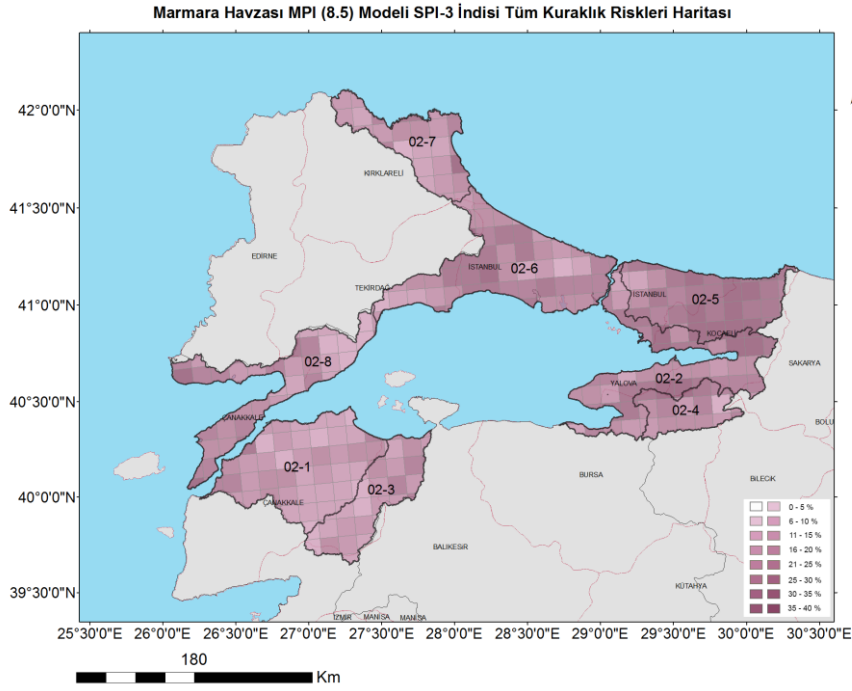 Marmara Havzası MPI (8.5) Modeli SPI-3 İndisi Tüm Kuraklık Riskleri Haritası
42°0'0"N
02-7
KIRKLARELİ
41°30'0"N
EDİRNE
İSTANBUL
02-6
TEKİRDAĞ
İSTANBUL
02-5
41°0'0"N
KOCAELİ
02-8
SAKARYA
YALOVA
02-2
40°30'0"N
ÇANAKKALE
02-4
BOLU
02-1
02-3
BURSA
BİLECİK
40°0'0"N
ÇANAKKALE
0 - 5 %
6 - 10 %
11 - 15 %
16 - 20 %
21 - 25 %
25 - 30 %
30 - 35 %
35 - 40 %
BALIKESİR
39°30'0"N
KÜTAHYA
İZMİR MANİSA MANİSA
25°30'0"E 26°0'0"E 26°30'0"E 27°0'0"E 27°30'0"E 28°0'0"E 28°30'0"E 29°0'0"E 29°30'0"E 30°0'0"E 30°30'0"E
180
Km